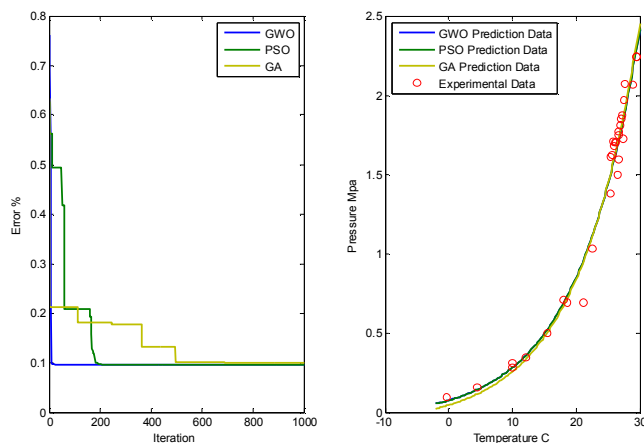 0.8
0.7
0.6
0.5
0.4
0.3
0.2
0.1
0
0
200
400
600
800
1000
Error %
Iteration
GWO
PSO
GA
2.5
2
1.5
1
0.5
0
-10
0
10
20
30
Pressure Mpa
Temperature C
GWO Prediction Data
PSO Prediction Data
GA Prediction Data
Experimental Data